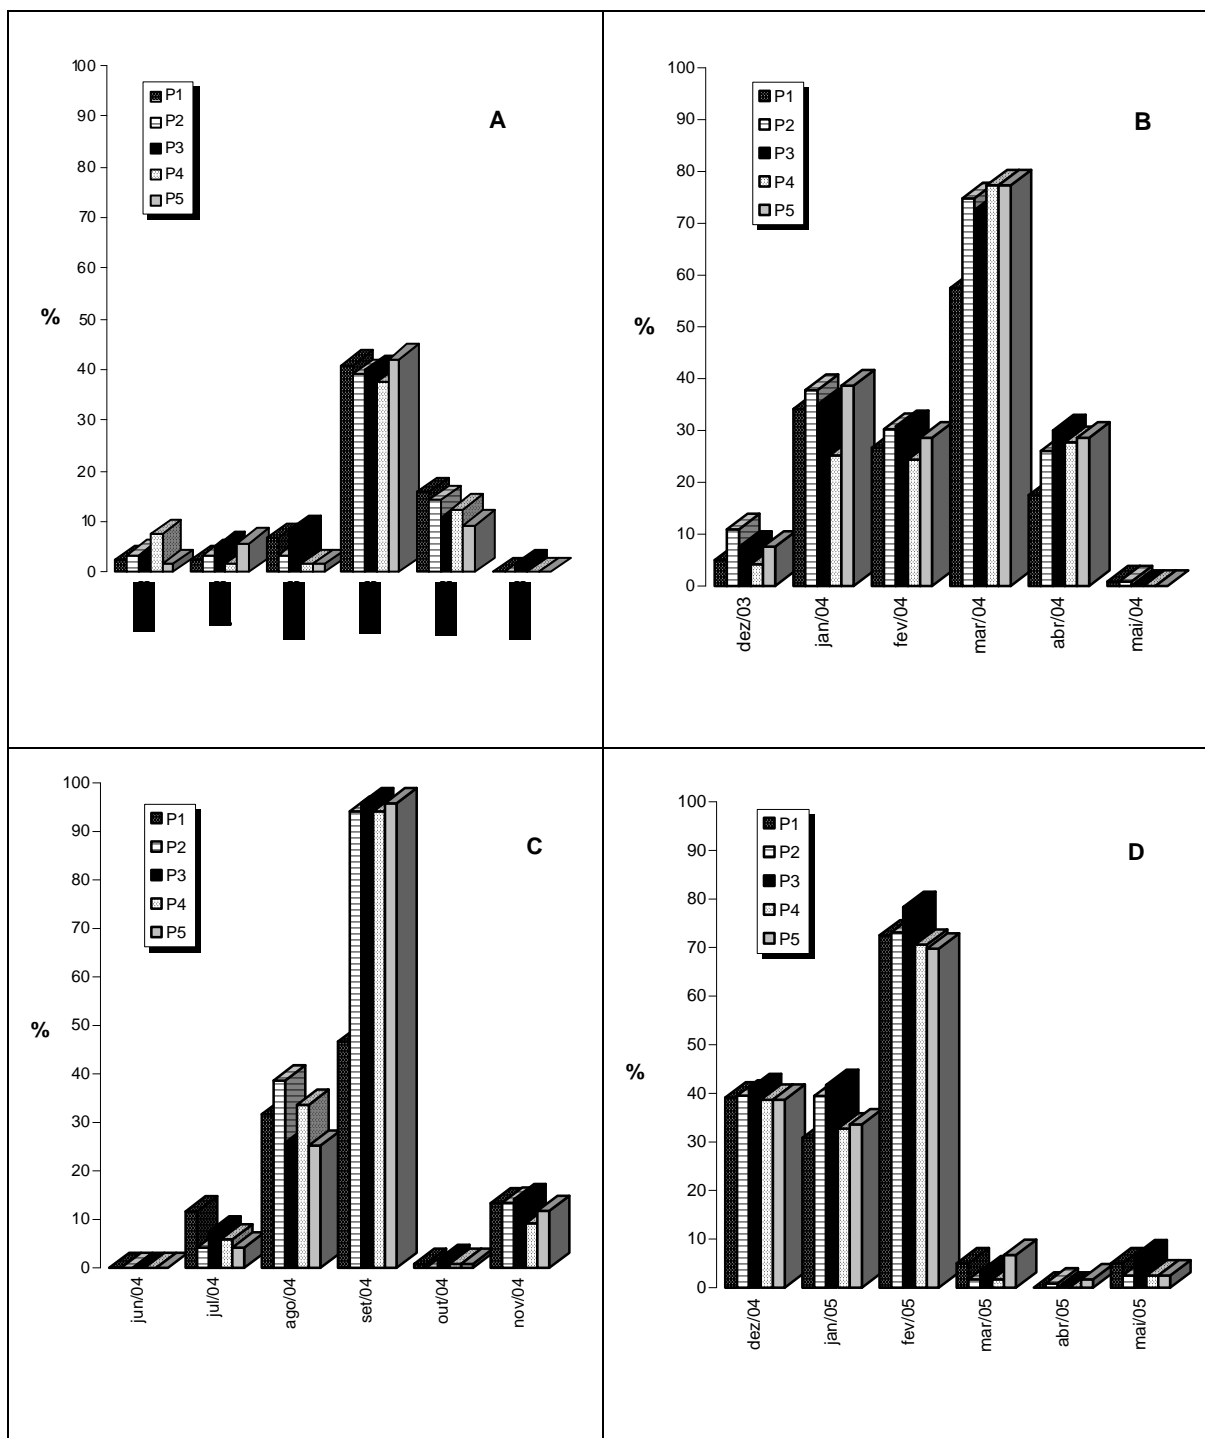 100
90
80
70
60
50
40
30
20
10
0
%
P1
P2
P3
P4
P5
A
100
90
80
70
60
50
40
30
20
10
0
%
P1
P2
P3
P4
P5
B
dez/03
jan/04
fev/04
mar/04
abr/04
mai/04
100
90
80
70
60
50
40
30
20
10
0
%
P1
P2
P3
P4
P5
C
jun/04
jul/04
ago/04
set/04
out/04
nov/04
100
90
80
70
60
50
40
30
20
10
0
%
P1
P2
P3
P4
P5
D
dez/04
jan/05
fev/05
mar/05
abr/05
mai/05